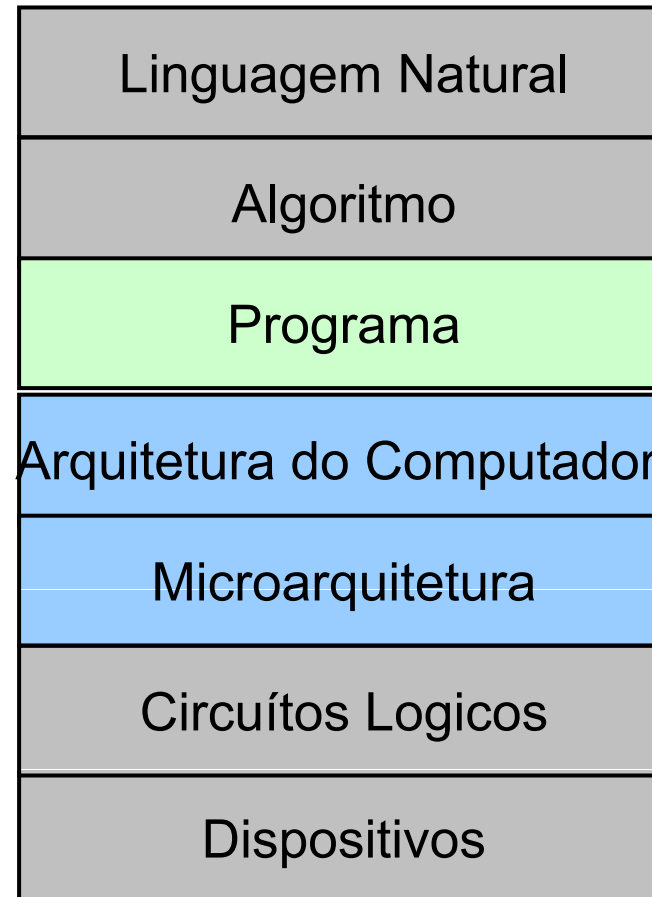 Linguagem Natural
Algoritmo
Programa
Arquitetura do Computador
Microarquitetura
Circuítos Logicos
Dispositivos